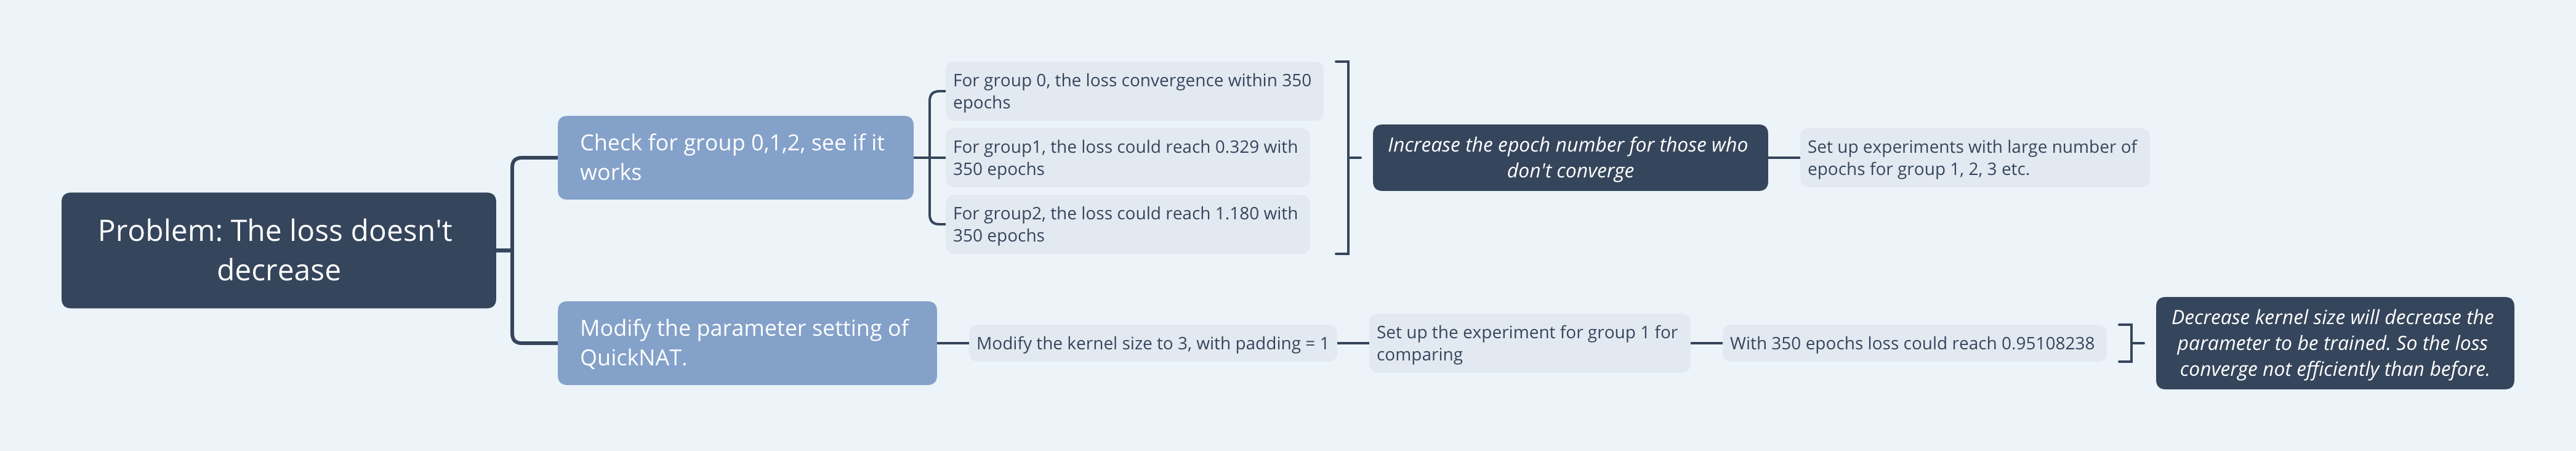 Problem: The loss doesn't
decrease
Check for group 0,1,2, see if it
works
For group 0, the loss convergence within 350
epochs
For group1, the loss could reach 0.329 with
350 epochs
For group2, the loss could reach 1.180 with
350 epochs
Increase the epoch number for those who
don't converge
Set up experiments with large number of
epochs for group 1, 2, 3 etc.
Modify the parameter setting of
QuickNAT.
Modify the kernel size to 3, with padding = 1
Set up the experiment for group 1 for
comparing
With 350 epochs loss could reach 0.95108238
Decrease kernel size will decrease the
parameter to be trained. So the loss
converge not efficiently than before.